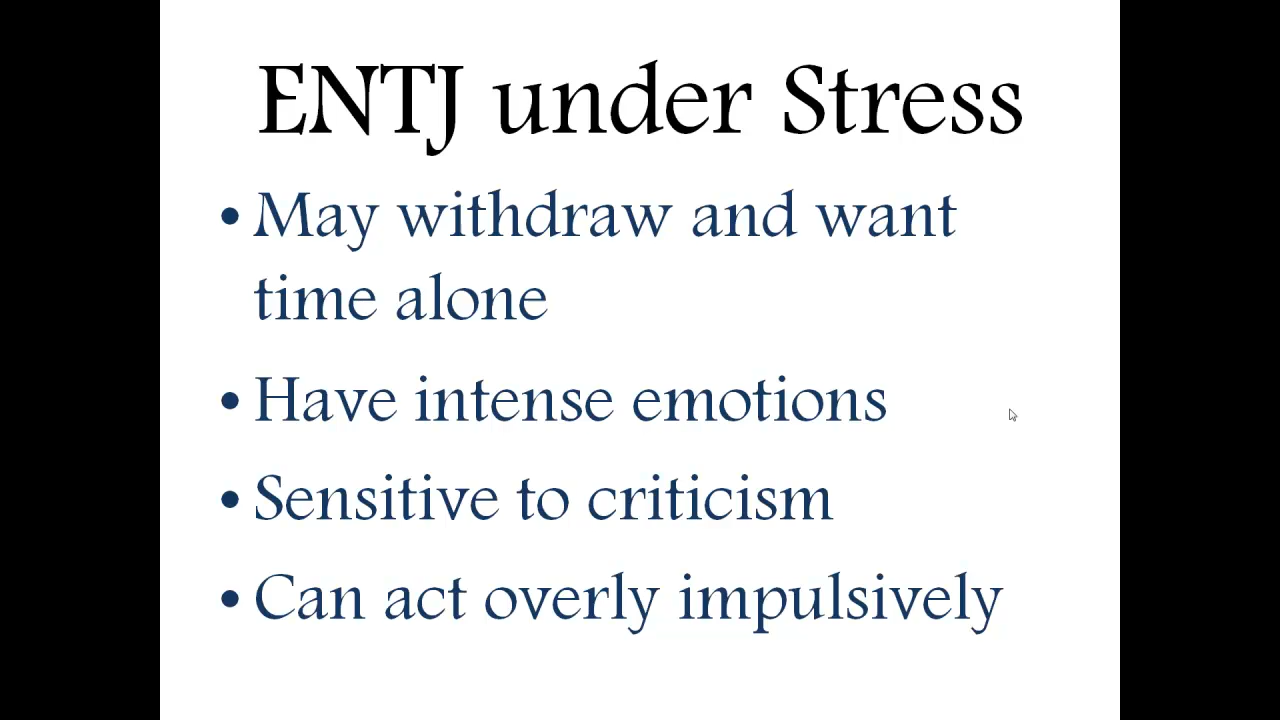 ENTJ under Stress
• May withdraw and want
time alone
• Have intense emotions
• Sensitive to criticism
• Can act overly impulsively